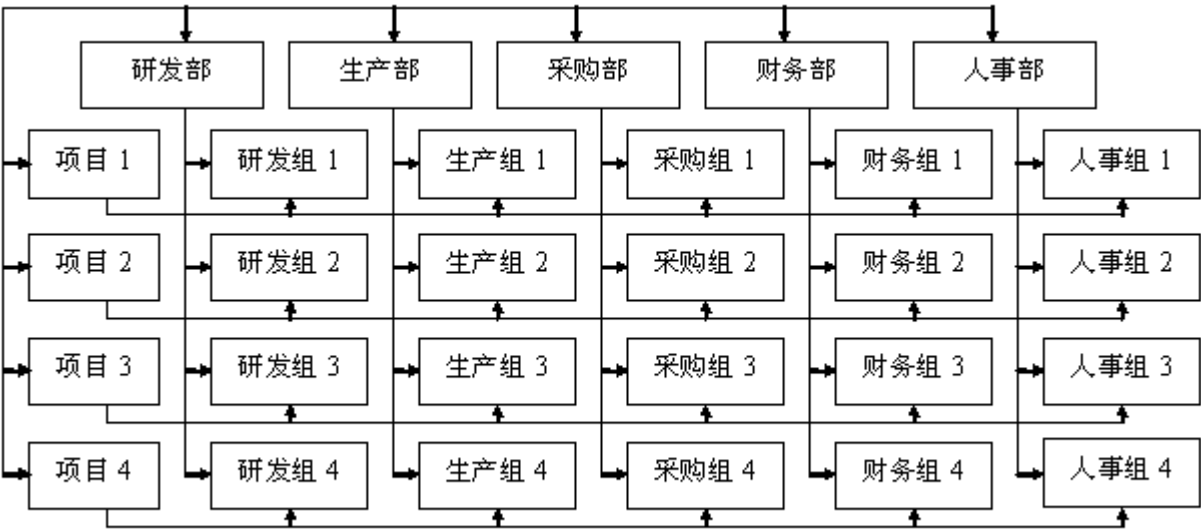 研发部 生产部 采购部 财务部 人事部
项目 1 研发组 1 生产组 1 采购组 1 财务组 1 人事组 1
项目 2 研发组 2 生产组 2 采购组 2 财务组 2 人事组 2
项目 3 研发组 3 生产组 3 采购组 3 财务组 3 人事组 3
项目 4 研发组 4 生产组 4 采购组 4 财务组 4 人事组 4